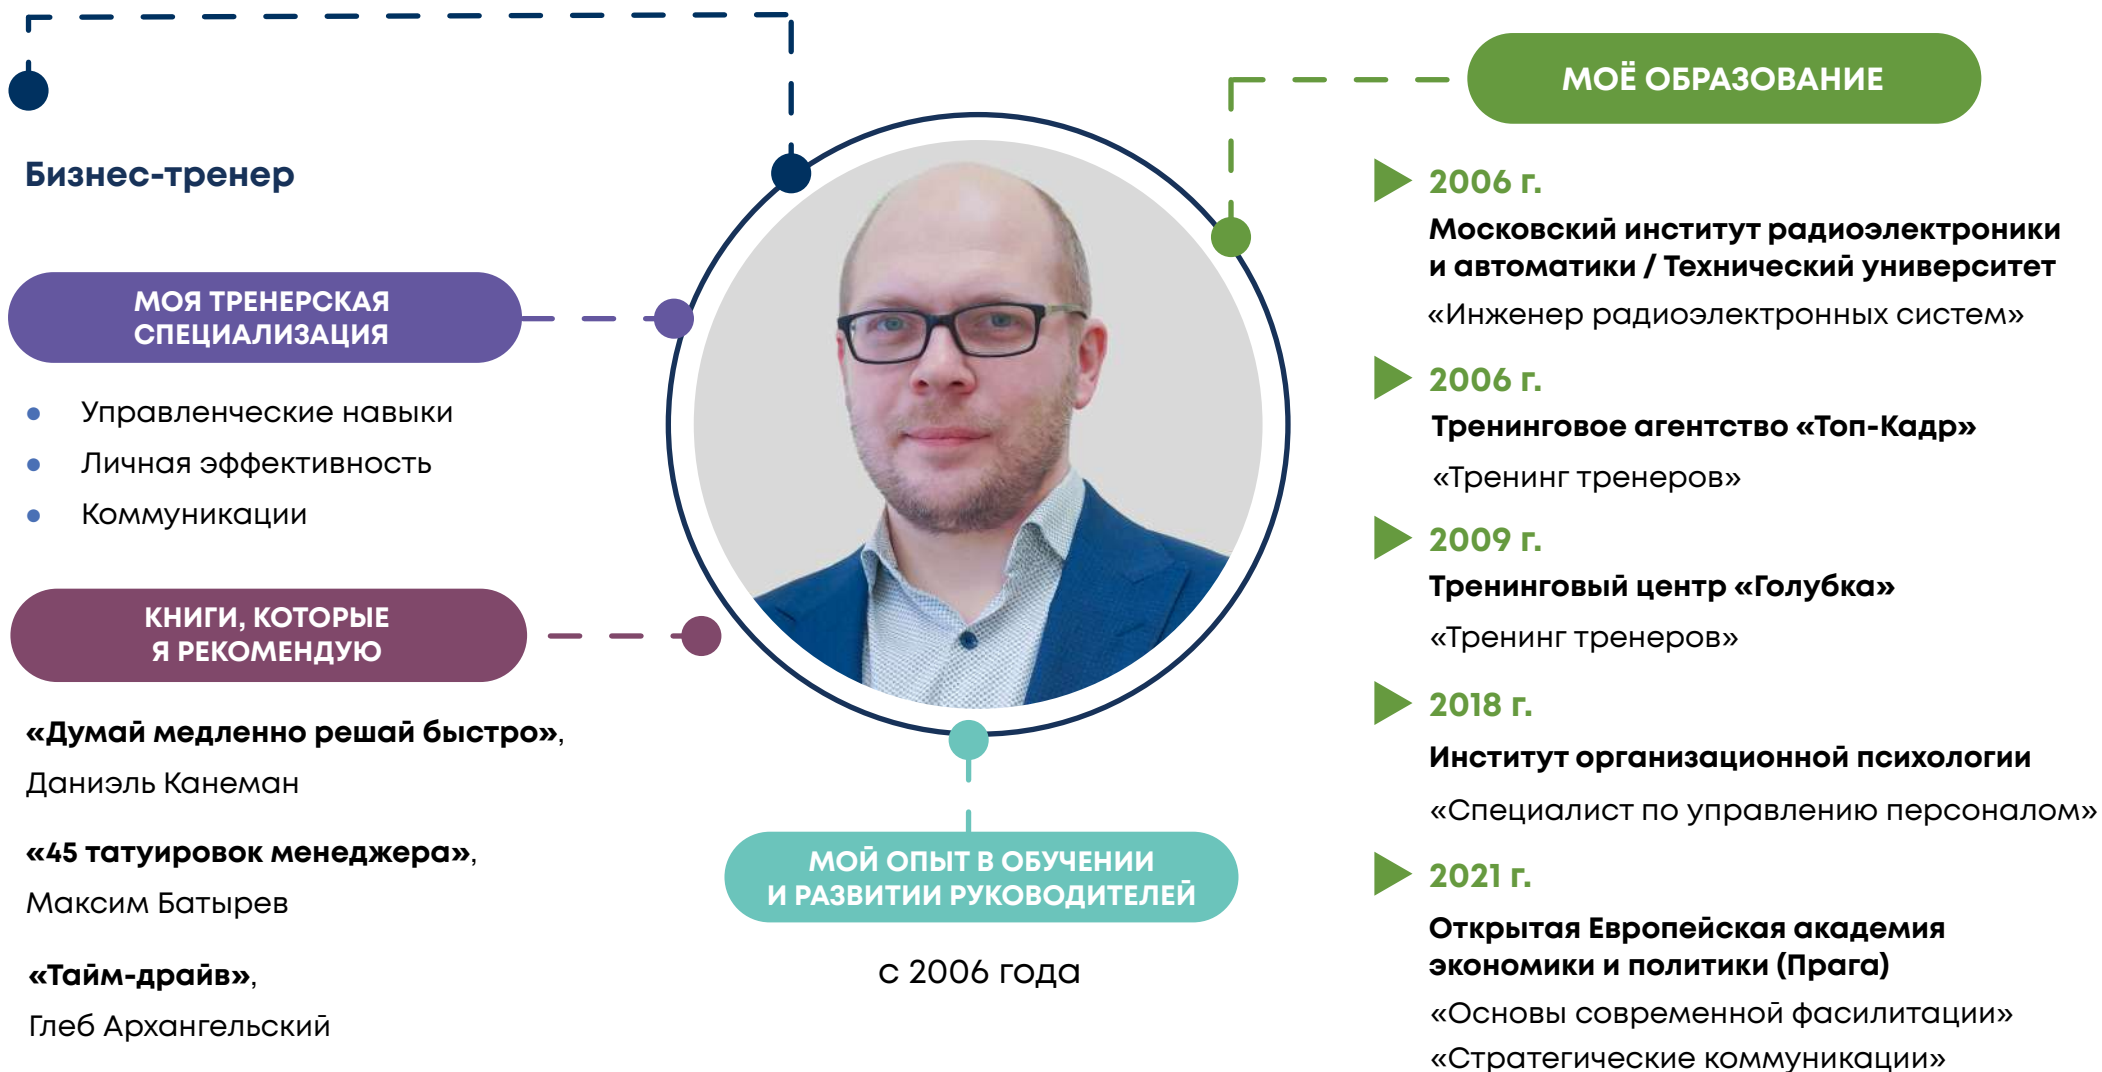 Бизнес-тренер
МОЯ ТРЕНЕРСКАЯ
СПЕЦИАЛИЗАЦИЯ
Управленческие навыки
Личная эффективность
Коммуникации
КНИГИ, КОТОРЫЕ
Я РЕКОМЕНДУЮ
«Думай медленно решай быстро»,
Даниэль Канеман
«45 татуировок менеджера»,
Максим Батырев
«Тайм-драйв»,
Глеб Архангельский
МОЙ ОПЫТ В ОБУЧЕНИИ
И РАЗВИТИИ РУКОВОДИТЕЛЕЙ
с 2006 года
МОЁ ОБРАЗОВАНИЕ
2006 г.
Московский институт радиоэлектроники
и автоматики / Технический университет
«Инженер радиоэлектронных систем»
2006 г.
Тренинговое агентство «Топ-Кадр»
«Тренинг тренеров»
2009 г.
Тренинговый центр «Голубка»
«Тренинг тренеров»
2018 г.
Институт организационной психологии
«Специалист по управлению персоналом»
2021 г.
Открытая Европейская академия
экономики и политики (Прага)
«Основы современной фасилитации»
«Стратегические коммуникации»